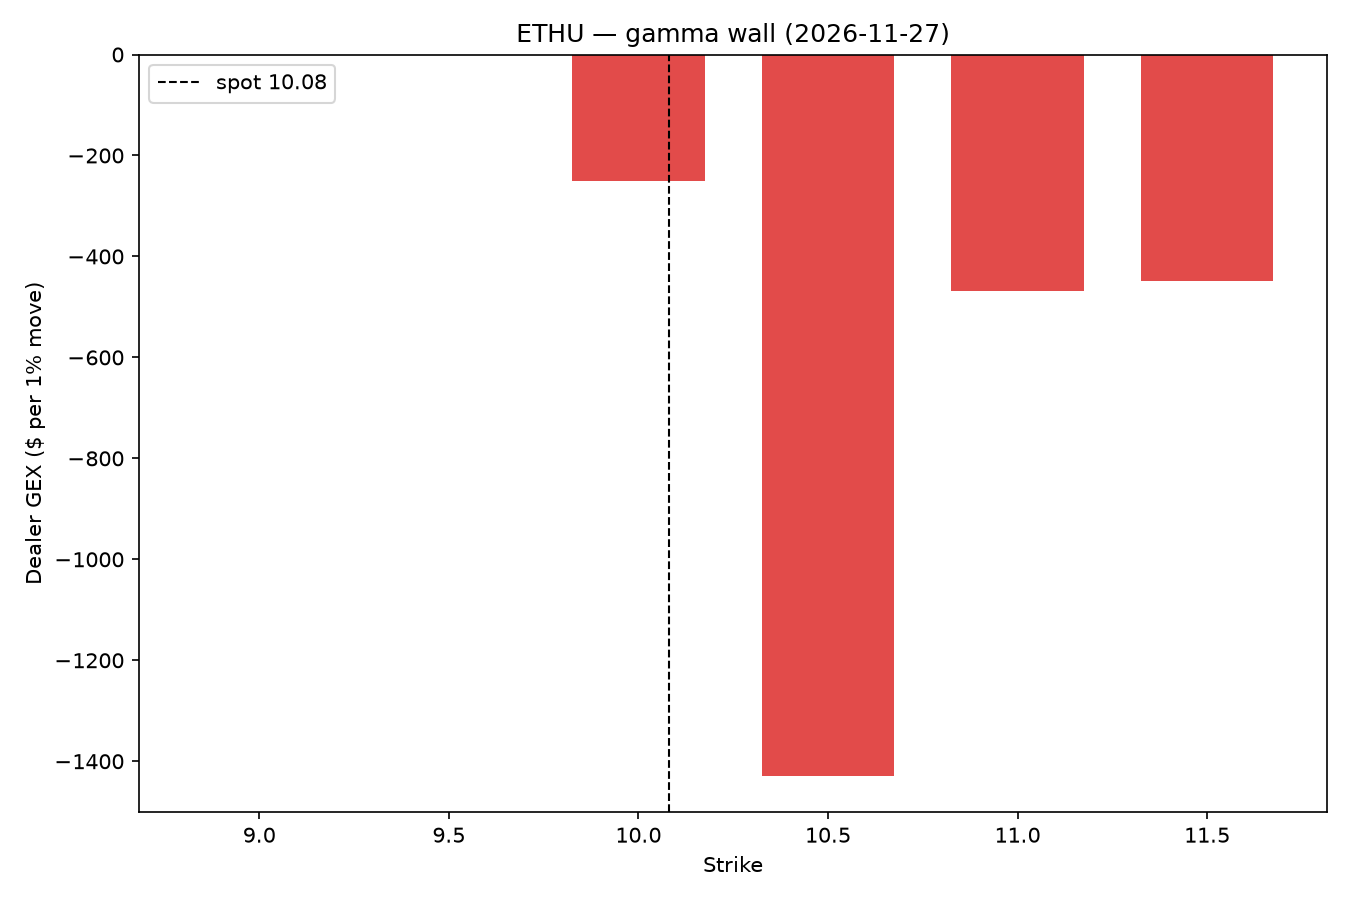 ETHU — gamma wall (2026-11-27)
spot 10.08
Dealer GEX ($ per 1% move)
0
−200
−400
−600
−800
−1000
−1200
−1400
9.0 9.5 10.0 10.5 11.0 11.5
Strike